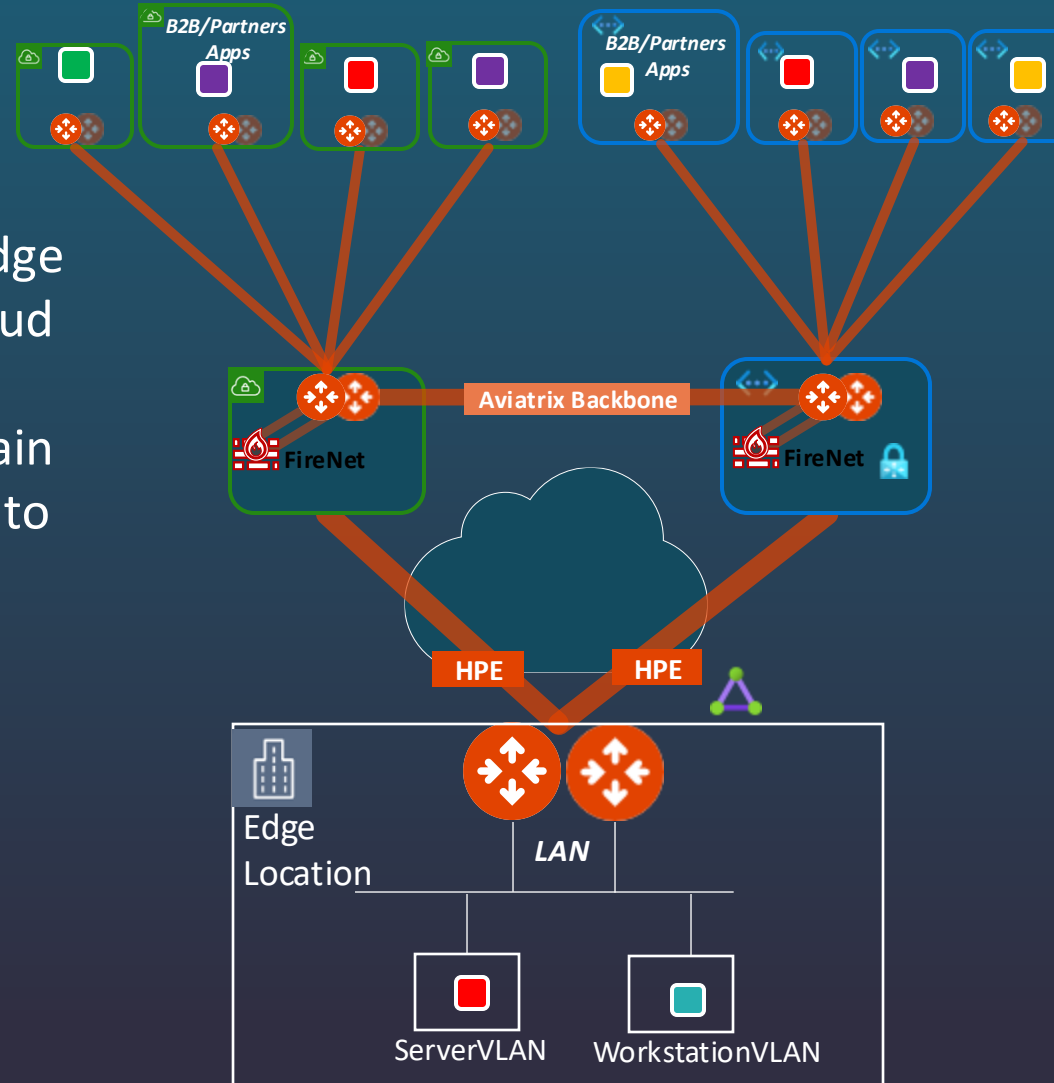 B2B/Partners
Apps
B2B/Partners
Apps
dge
ud
ain
to
Aviatrix Backbone
FireNet
FireNet
HPE
HPE
Edge
Location
LAN
ServerVLAN
WorkstationVLAN